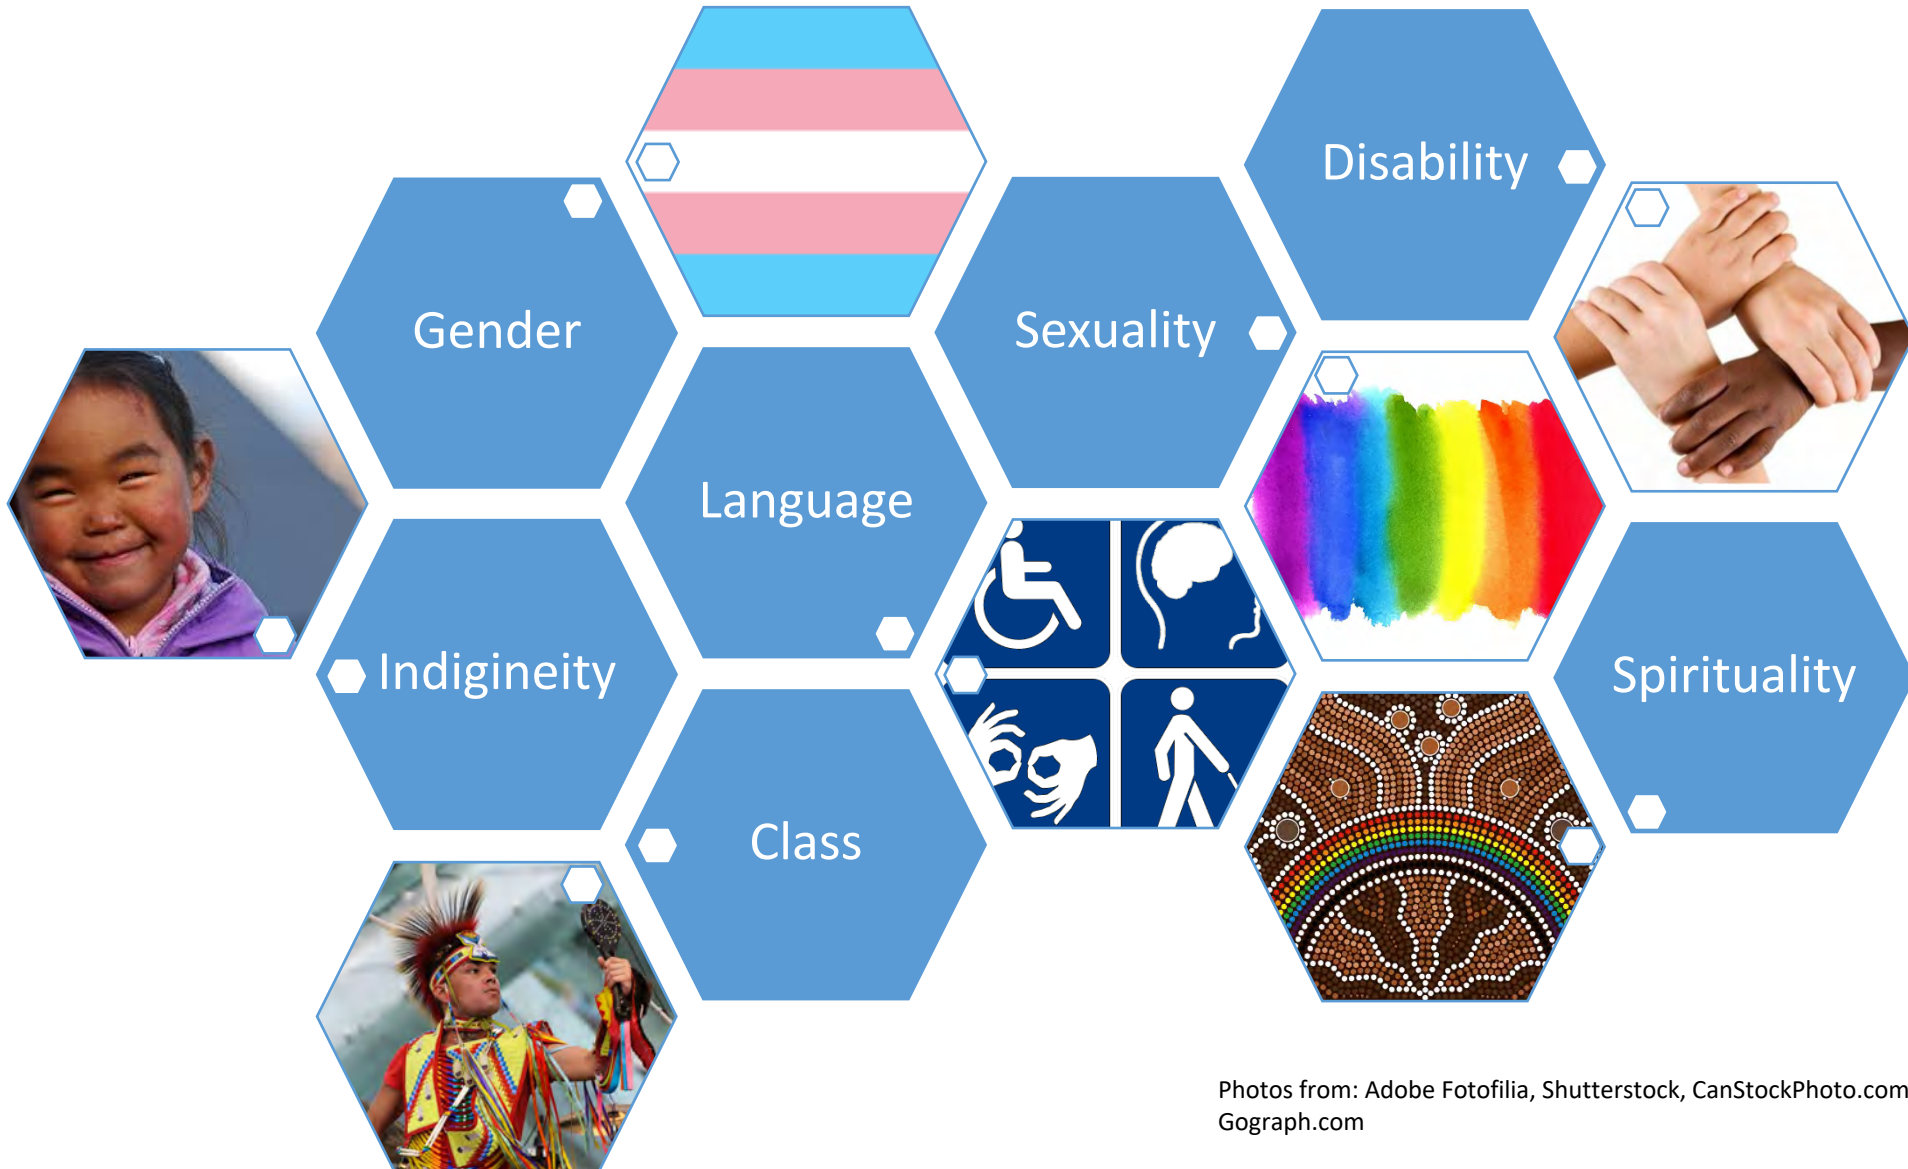 Disability
Gender
Sexuality
Language
Indigineity
Spirituality
Class
Photos from: Adobe Fotofilia, Shutterstock, CanStockPhoto.com
Gograph.com